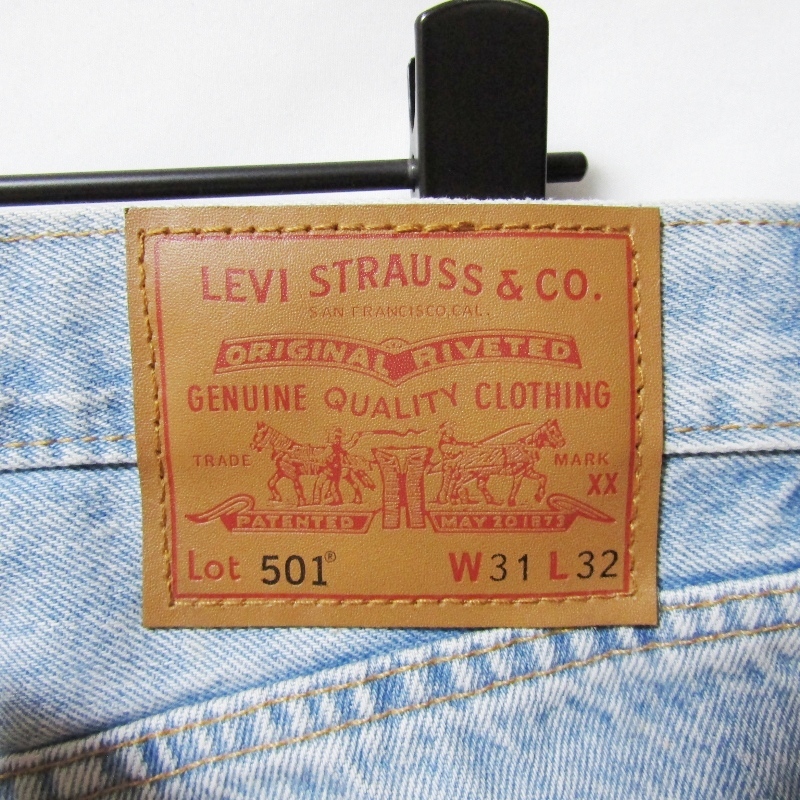 LEVI STRAUSS & CO.
SAN FRANCISCO, CAL.
ORIGINAL RIVETED
GENUINE QUALITY CLOTHING
TRADE MARK
XX
PATENTED MAY 20 1873
Lot 501® W31 L32